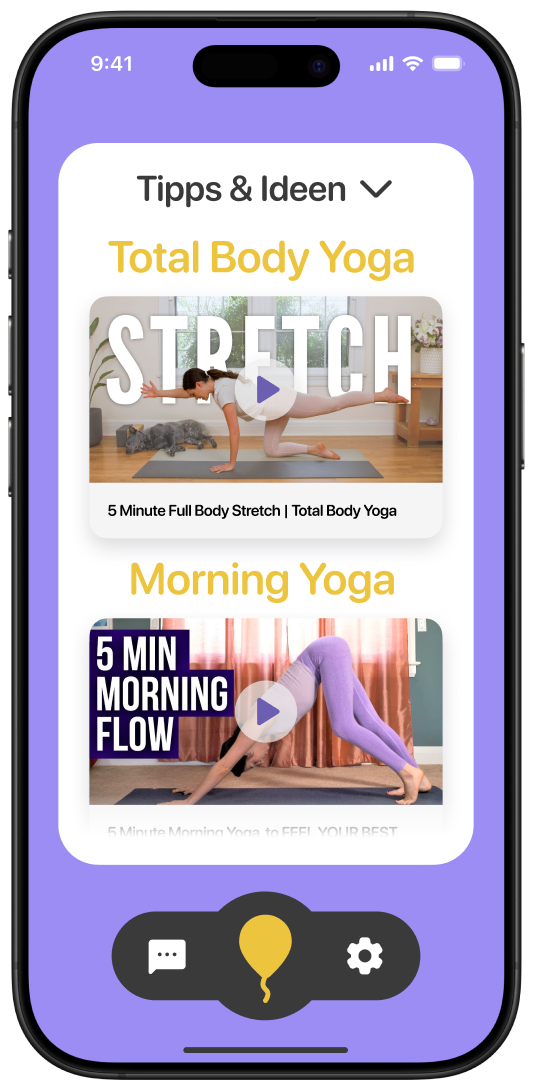 9:41
Tipps & Ideen
Total Body Yoga
STRETCH
5 Minute Full Body Stretch | Total Body Yoga
Morning Yoga
5 MIN
MORNING
FLOW
5 Minute Morning Yoga to FEEL YOUR BEST